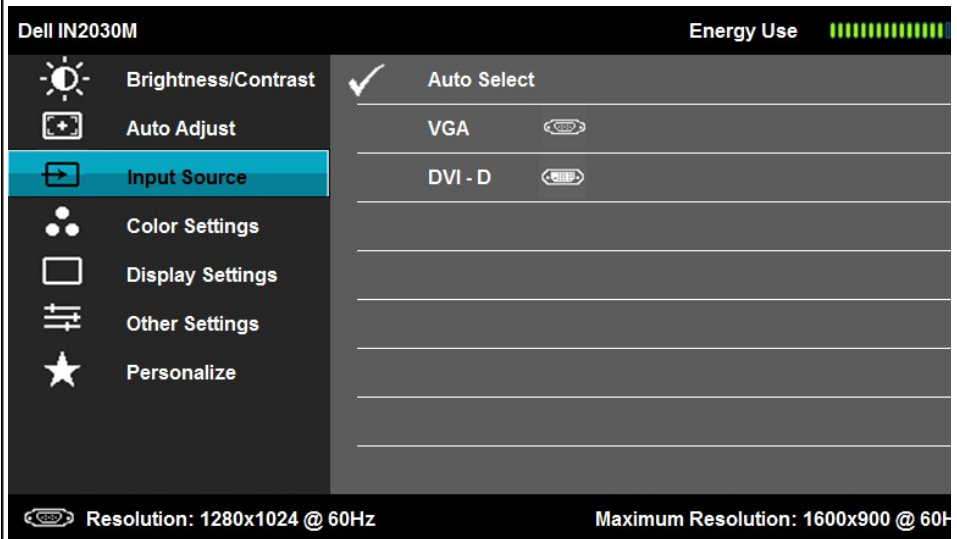 Dell IN2030M Energy Use
Brightness/Contrast Auto Select
Auto Adjust VGA
Input Source DVI - D
Color Settings
Display Settings
Other Settings
Personalize
Resolution: 1280x1024 @ 60Hz Maximum Resolution: 1600x900 @ 60H